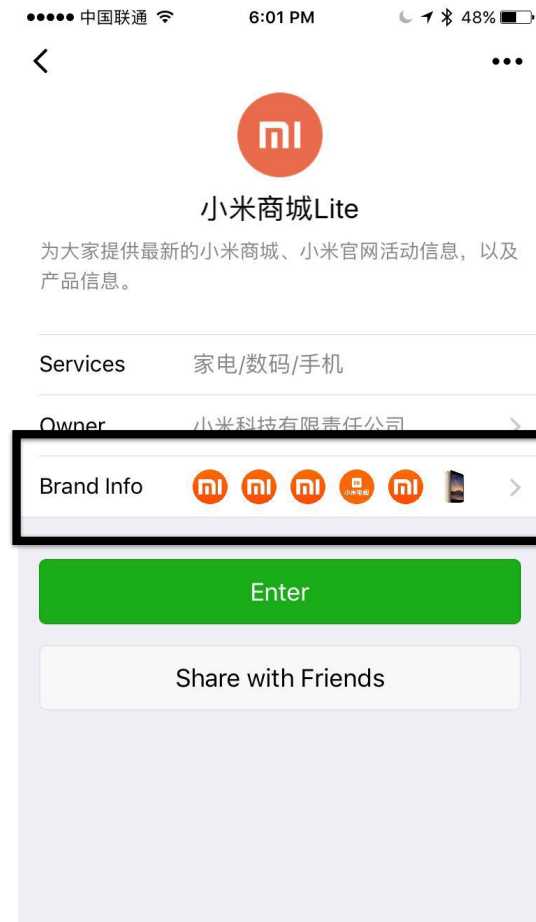 中国联通 6:01 PM 48%
小米商城Lite
为大家提供最新的小米商城、小米官网活动信息，以及
产品信息。
Services 家电/数码/手机
Owner 小米科技有限责任公司
Brand Info
Enter
Share with Friends